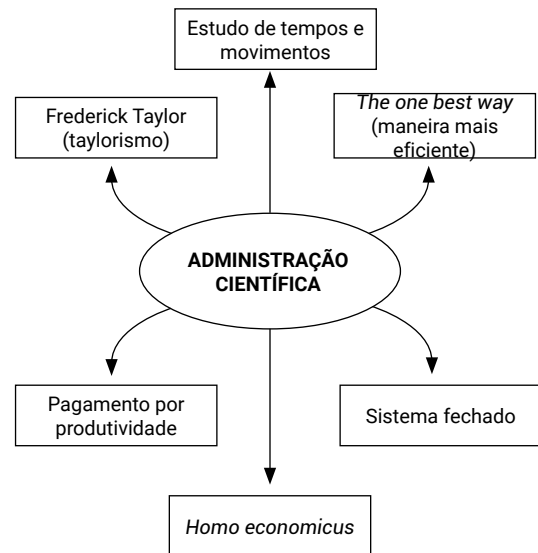 Estudo de tempos e
movimentos
Frederick Taylor
(taylorismo)
The one best way
(maneira mais
eficiente)
ADMINISTRAÇÃO
CIENTÍFICA
Pagamento por
produtividade
Sistema fechado
Homo economicus